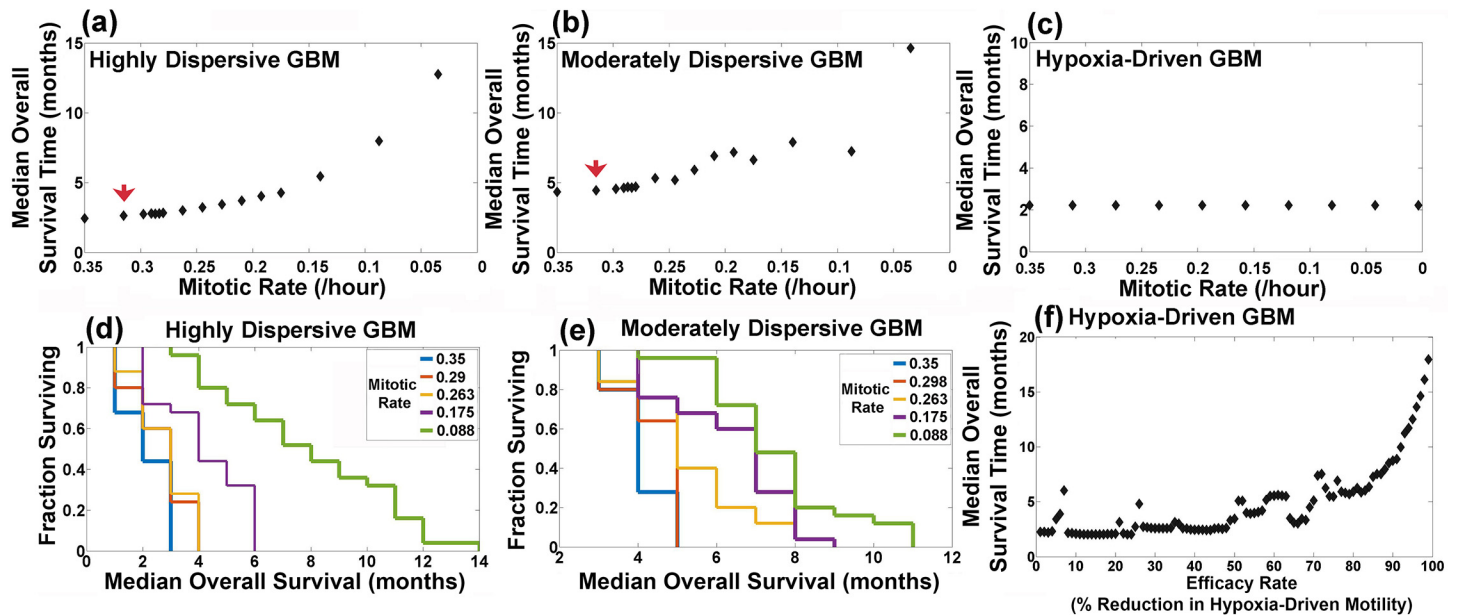 (a)
Highly Dispersive GBM
Median Overall
Survival Time (months)
15
10
5
0
0.35
0.3
0.25
0.2
0.15
0.1
0.05
0
Mitotic Rate (/hour)
(b)
Moderately Dispersive GBM
Median Overall
Survival Time (months)
15
10
5
0
0.35
0.3
0.25
0.2
0.15
0.1
0.05
0
Mitotic Rate (/hour)
(c)
Hypoxia-Driven GBM
Median Overall
Survival Time (months)
10
8
6
4
2
0
0.35
0.3
0.25
0.2
0.15
0.1
0.05
0
Mitotic Rate (/hour)
(d)
Highly Dispersive GBM
Fraction Surviving
1
0.8
0.6
0.4
0.2
0
0
2
4
6
8
10
12
14
Mitotic
Rate
0.35
0.29
0.263
0.175
0.088
Median Overall Survival (months)
(e)
Moderately Dispersive GBM
Fraction Surviving
1
0.8
0.6
0.4
0.2
0
2
4
6
8
10
12
Mitotic
Rate
0.35
0.298
0.263
0.175
0.088
Median Overall Survival (months)
(f)
Hypoxia-Driven GBM
Median Overall
Survival Time (months)
20
15
10
5
0
0
10
20
30
40
50
60
70
80
90
100
Efficacy Rate
(% Reduction in Hypoxia-Driven Motility)